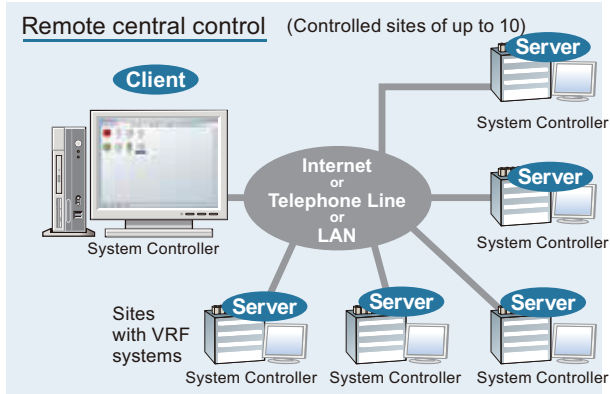 Remote central control (Controlled sites of up to 10)
Server
Client
System Controller
Internet
or
Telephone Line
or
LAN
Server
System Controller
System Controller
Sites
with VRF
systems
Server
Server
Server
System Controller
System Controller
System Controller